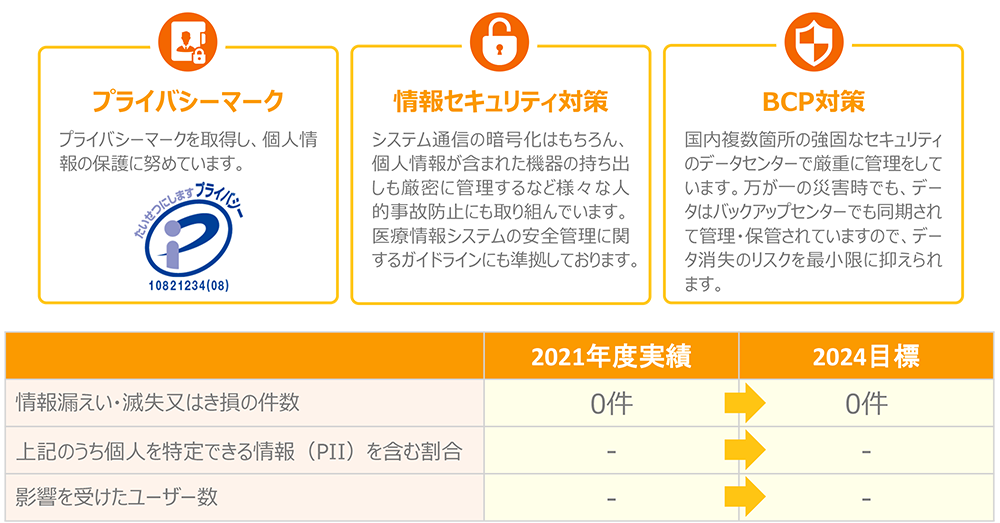 プライバシーマーク
プライバシーマークを取得し、個人情
報の保護に努めています。
たいせつにしますプライバシー
10821234(08)
情報セキュリティ対策
システム通信の暗号化はもちろん、
個人情報が含まれた機器の持ち出
しも厳密に管理するなど様々な人
的事故防止にも取り組んでいます。
医療情報システムの安全管理に関
するガイドラインにも準拠しております。
BCP対策
国内複数箇所の強固なセキュリティ
のデータセンターで厳重に管理をして
います。万が一の災害時でも、デー
タはバックアップセンターでも同期され
て管理・保管されていますので、デー
タ消失のリスクを最小限に抑えられ
ます。
2021年度実績 2024目標
情報漏えい・滅失又はき損の件数 0件 0件
上記のうち個人を特定できる情報（PII）を含む割合 - -
影響を受けたユーザー数 - -